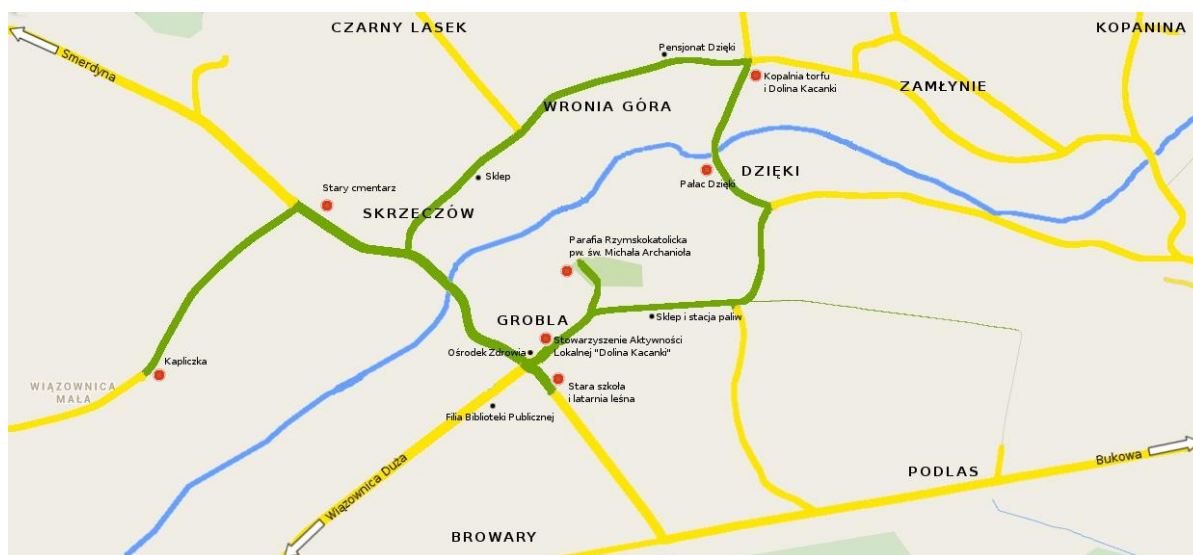 CZARNY LASEK
KOPANINA
Smerdyna
Pensjonat Dzięki
Kopalnia torfu
i Dolina Kacanki
ZAMŁYNIE
WRONIA GÓRA
Sklep
Pałac Dzięki
DZIĘKI
Stary cmentarz
SKRZECZÓW
Parafia Rzymskokatolicka
pw. św. Michała Archanioła
GROBLA
Sklep i stacja paliw
Stowarzyszenie Aktywności
Lokalnej "Dolina Kacanki"
Ośrodek Zdrowia
Kapliczka
WIĄZOWNICA
MAŁA
Stara szkoła
i latarnia leśna
Filia Biblioteki Publicznej
Wiązownica Duża
Bukowa
PODLAS
BROWARY